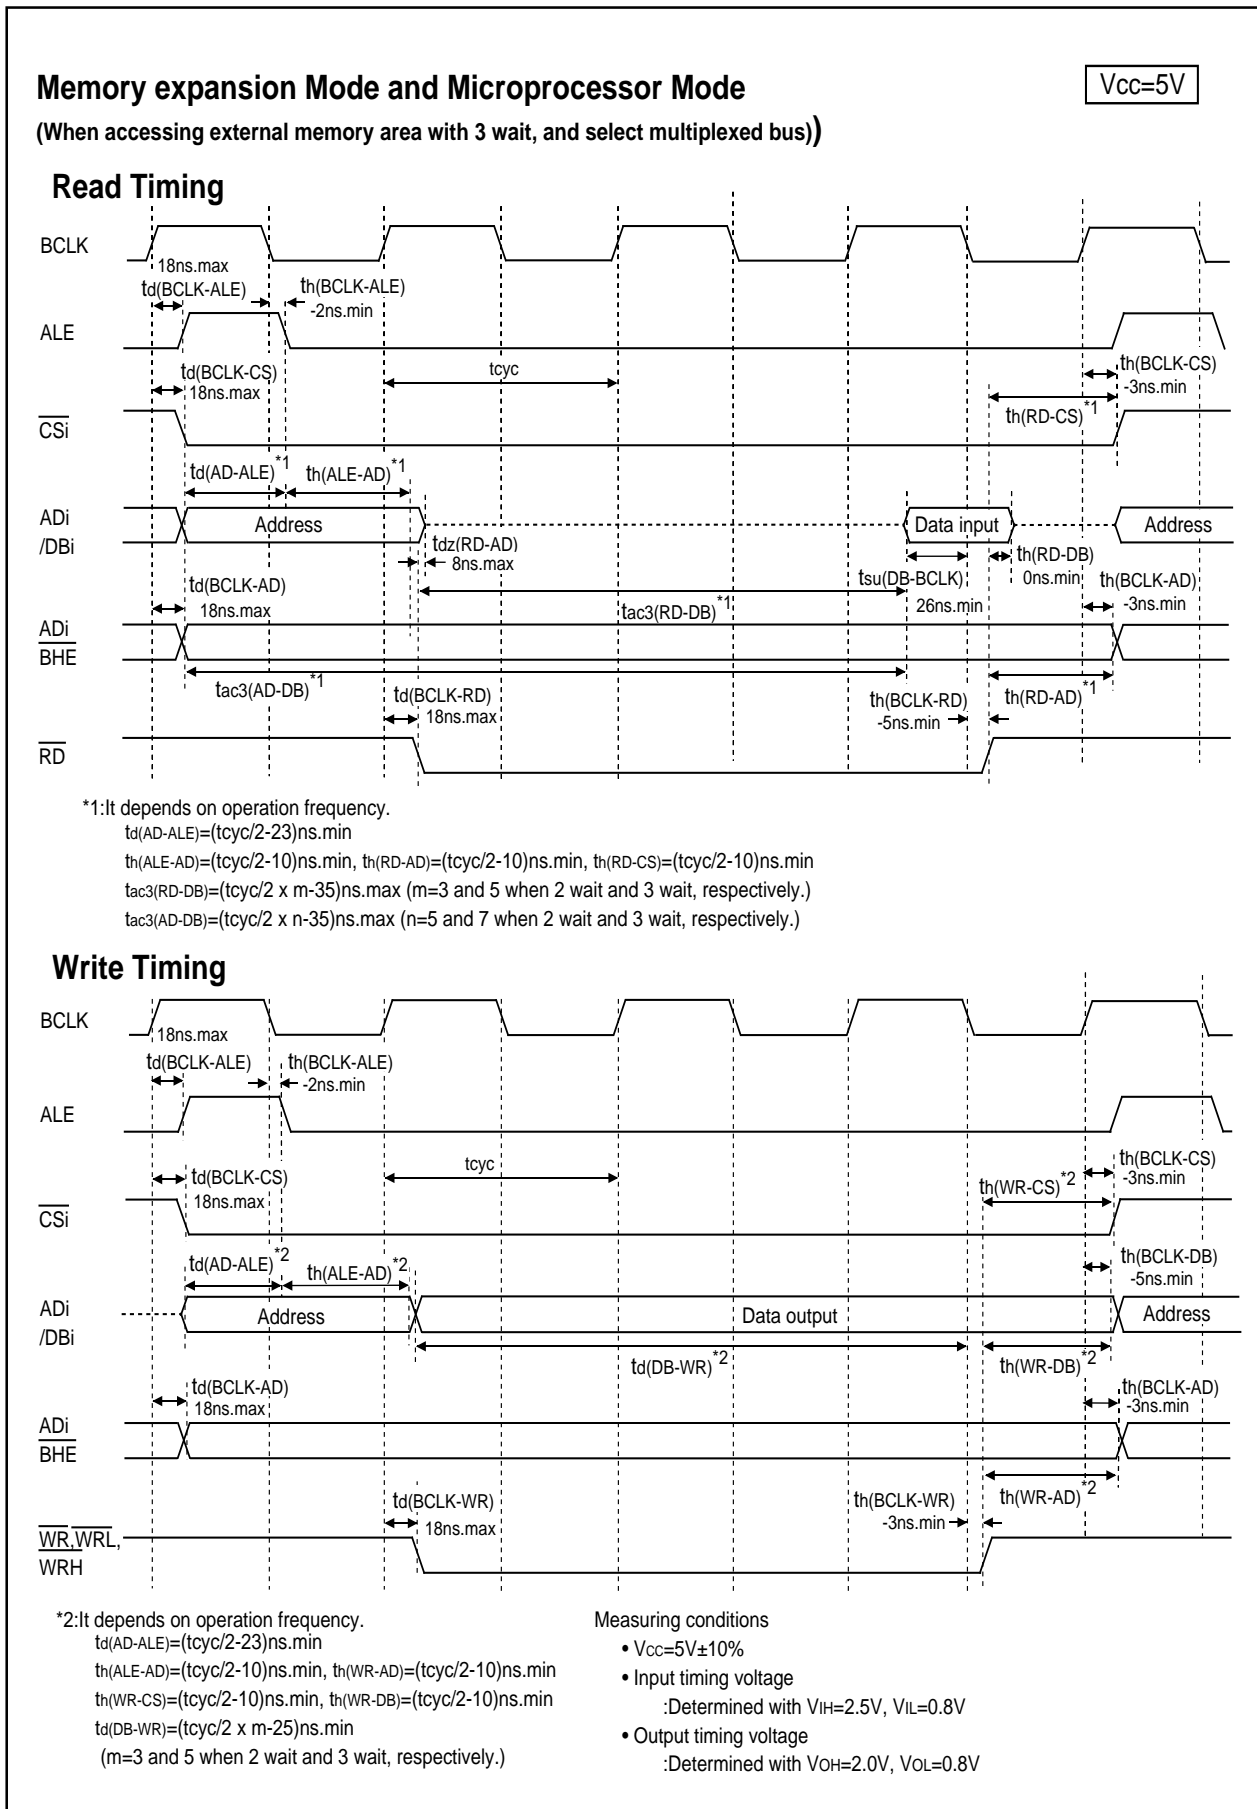 Memory expansion Mode and Microprocessor Mode
Vcc=5V
(When accessing external memory area with 3 wait, and select multiplexed bus))
Read Timing
BCLK
18ns.max
td(BCLK-ALE)
th(BCLK-ALE)
-2ns.min
ALE
td(BCLK-CS)
18ns.max
tcyc
th(BCLK-CS)
-3ns.min
th(RD-CS)*1
CSi
td(AD-ALE)*1
th(ALE-AD)*1
ADi
/DBi
Address
Data input
Address
tdz(RD-AD)
8ns.max
th(RD-DB)
0ns.min
tsu(DB-BCLK)
26ns.min
td(BCLK-AD)
18ns.max
th(BCLK-AD)
-3ns.min
tac3(RD-DB)*1
ADi
BHE
tac3(AD-DB)*1
td(BCLK-RD)
18ns.max
th(BCLK-RD)
-5ns.min
th(RD-AD)*1
RD
*1:It depends on operation frequency.
td(AD-ALE)=(tcyc/2-23)ns.min
th(ALE-AD)=(tcyc/2-10)ns.min, th(RD-AD)=(tcyc/2-10)ns.min, th(RD-CS)=(tcyc/2-10)ns.min
tac3(RD-DB)=(tcyc/2 x m-35)ns.max (m=3 and 5 when 2 wait and 3 wait, respectively.)
tac3(AD-DB)=(tcyc/2 x n-35)ns.max (n=5 and 7 when 2 wait and 3 wait, respectively.)
Write Timing
BCLK
18ns.max
td(BCLK-ALE)
th(BCLK-ALE)
-2ns.min
ALE
td(BCLK-CS)
18ns.max
tcyc
th(BCLK-CS)
-3ns.min
th(WR-CS)*2
CSi
td(AD-ALE)*2
th(ALE-AD)*2
th(BCLK-DB)
-5ns.min
ADi
/DBi
Address
Data output
Address
td(DB-WR)*2
th(WR-DB)*2
td(BCLK-AD)
18ns.max
th(BCLK-AD)
-3ns.min
ADi
BHE
td(BCLK-WR)
18ns.max
th(BCLK-WR)
-3ns.min
th(WR-AD)*2
WR,WRL,
WRH
*2:It depends on operation frequency.
td(AD-ALE)=(tcyc/2-23)ns.min
th(ALE-AD)=(tcyc/2-10)ns.min, th(WR-AD)=(tcyc/2-10)ns.min
th(WR-CS)=(tcyc/2-10)ns.min, th(WR-DB)=(tcyc/2-10)ns.min
td(DB-WR)=(tcyc/2 x m-25)ns.min
(m=3 and 5 when 2 wait and 3 wait, respectively.)
Measuring conditions
• VCC=5V±10%
• Input timing voltage
:Determined with VIH=2.5V, VIL=0.8V
• Output timing voltage
:Determined with VOH=2.0V, VOL=0.8V